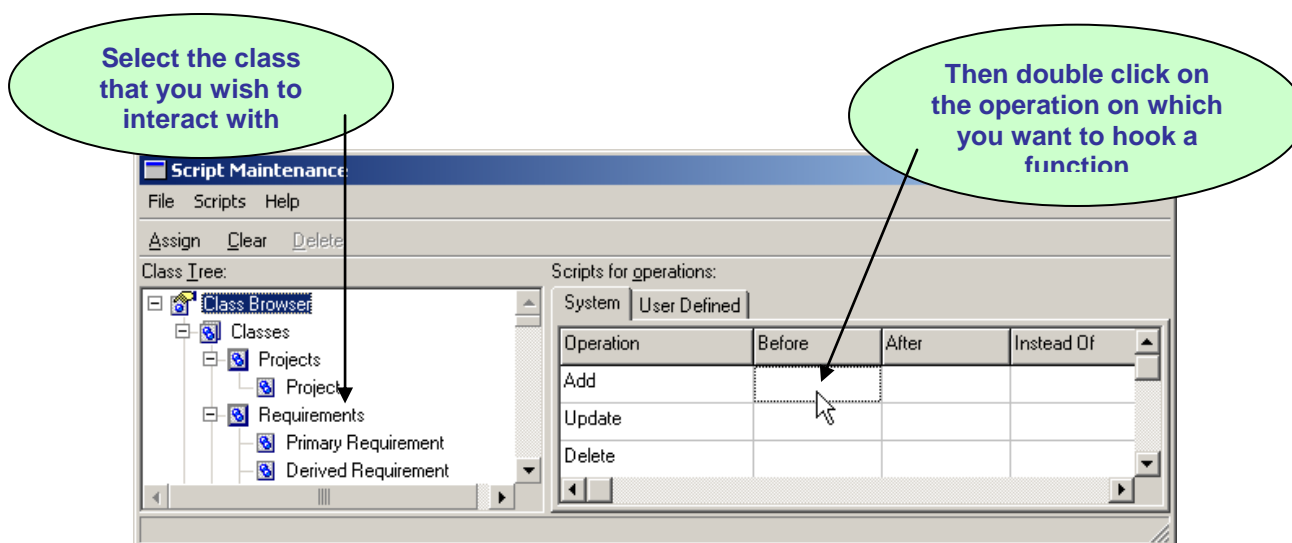 Select the class
that you wish to
interact with
Then double click on
the operation on which
you want to hook a
function
Script Maintenance
File Scripts Help
Assign Clear Delete
Class Tree:
Class Browser
Classes
Projects
Project
Requirements
Primary Requirement
Derived Requirement
Scripts for operations:
System User Defined
Operation Before After Instead Of
Add
Update
Delete